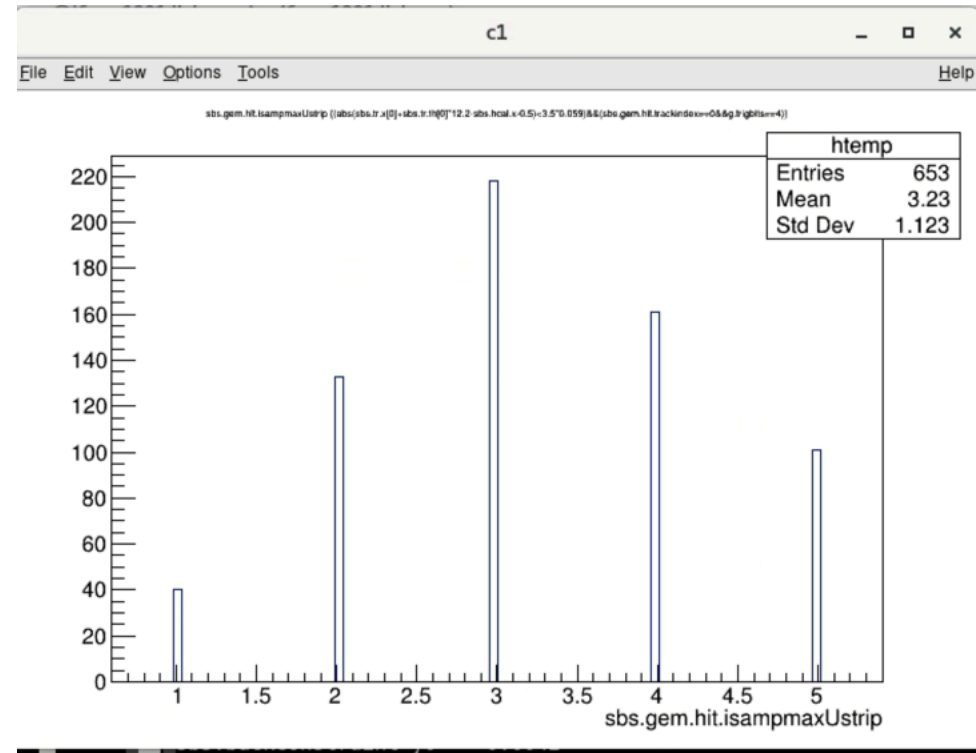 c1
File Edit View Options Tools Help
sbs.gem.hit.isampmaxUstrip {(abs(sbs.tr.x[0]+sbs.tr.th[0]*12.2-sbs.hcal.x-0.5)<3.5*0.059)&&(sbs.gem.hit.trackindex==0&&g.trigbits==4)}
htemp
Entries 653
Mean 3.23
Std Dev 1.123
220
200
180
160
140
120
100
80
60
40
20
0
1 1.5 2 2.5 3 3.5 4 4.5 5
sbs.gem.hit.isampmaxUstrip